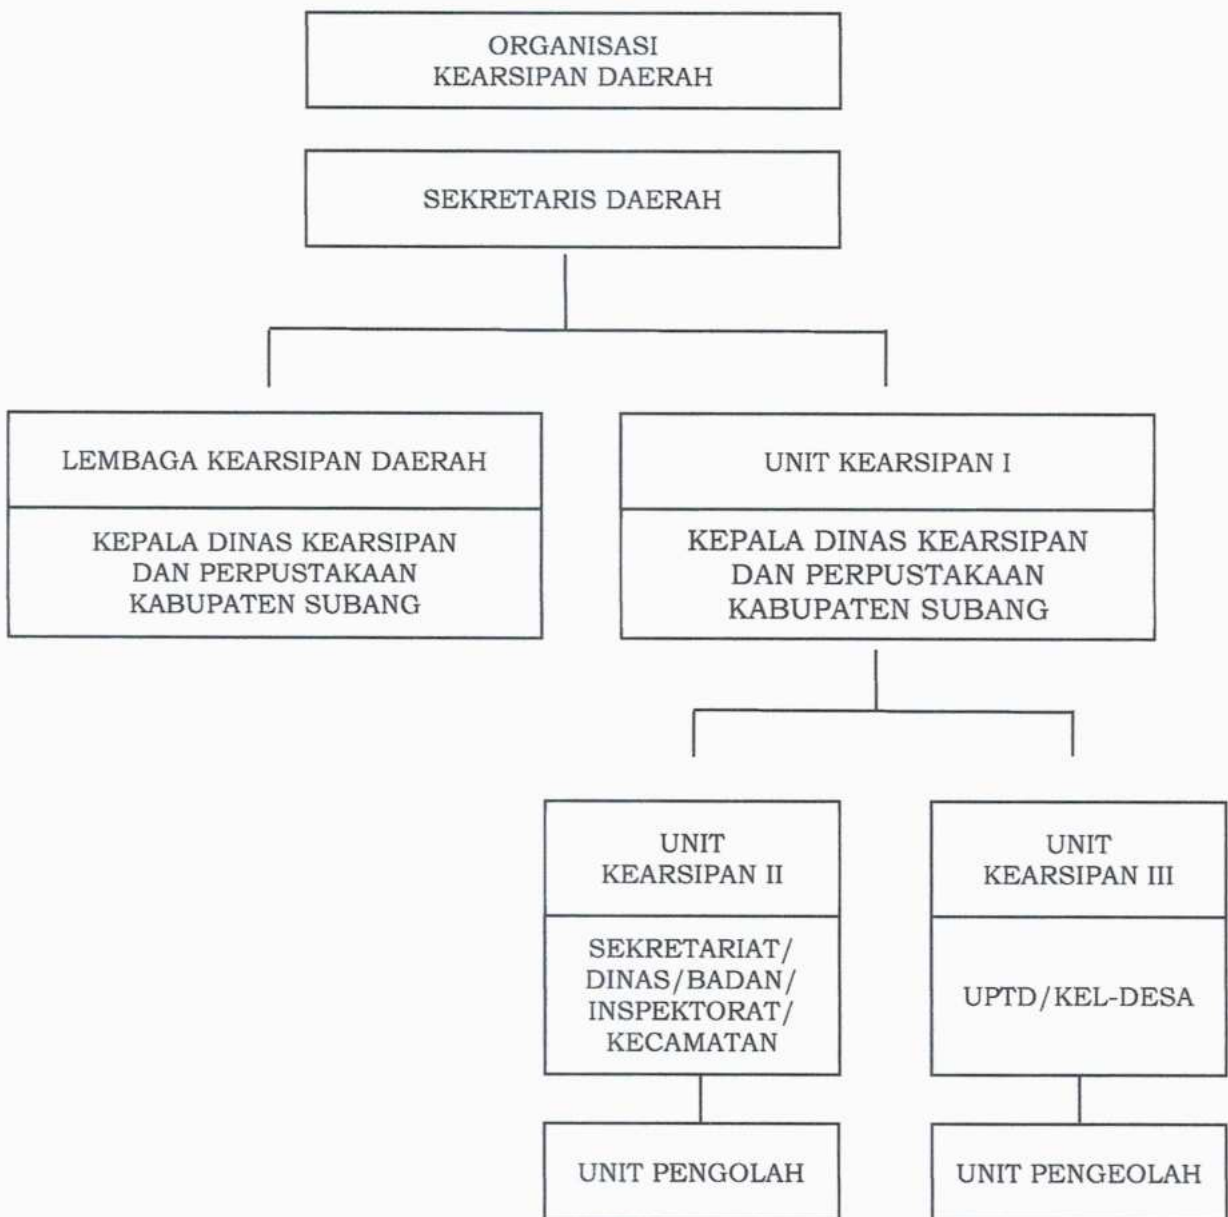 ORGANISASI
KEARSIPAN DAERAH
SEKRETARIS DAERAH
LEMBAGA KEARSIPAN DAERAH
KEPALA DINAS KEARSIPAN
DAN PERPUSTAKAAN
KABUPATEN SUBANG
UNIT KEARSIPAN I
KEPALA DINAS KEARSIPAN
DAN PERPUSTAKAAN
KABUPATEN SUBANG
UNIT
KEARSIPAN II
SEKRETARIAT/
DINAS/BADAN/
INSPEKTORAT/
KECAMATAN
UNIT PENGOLAH
UNIT
KEARSIPAN III
UPTD/KEL-DESA
UNIT PENGEOLAH